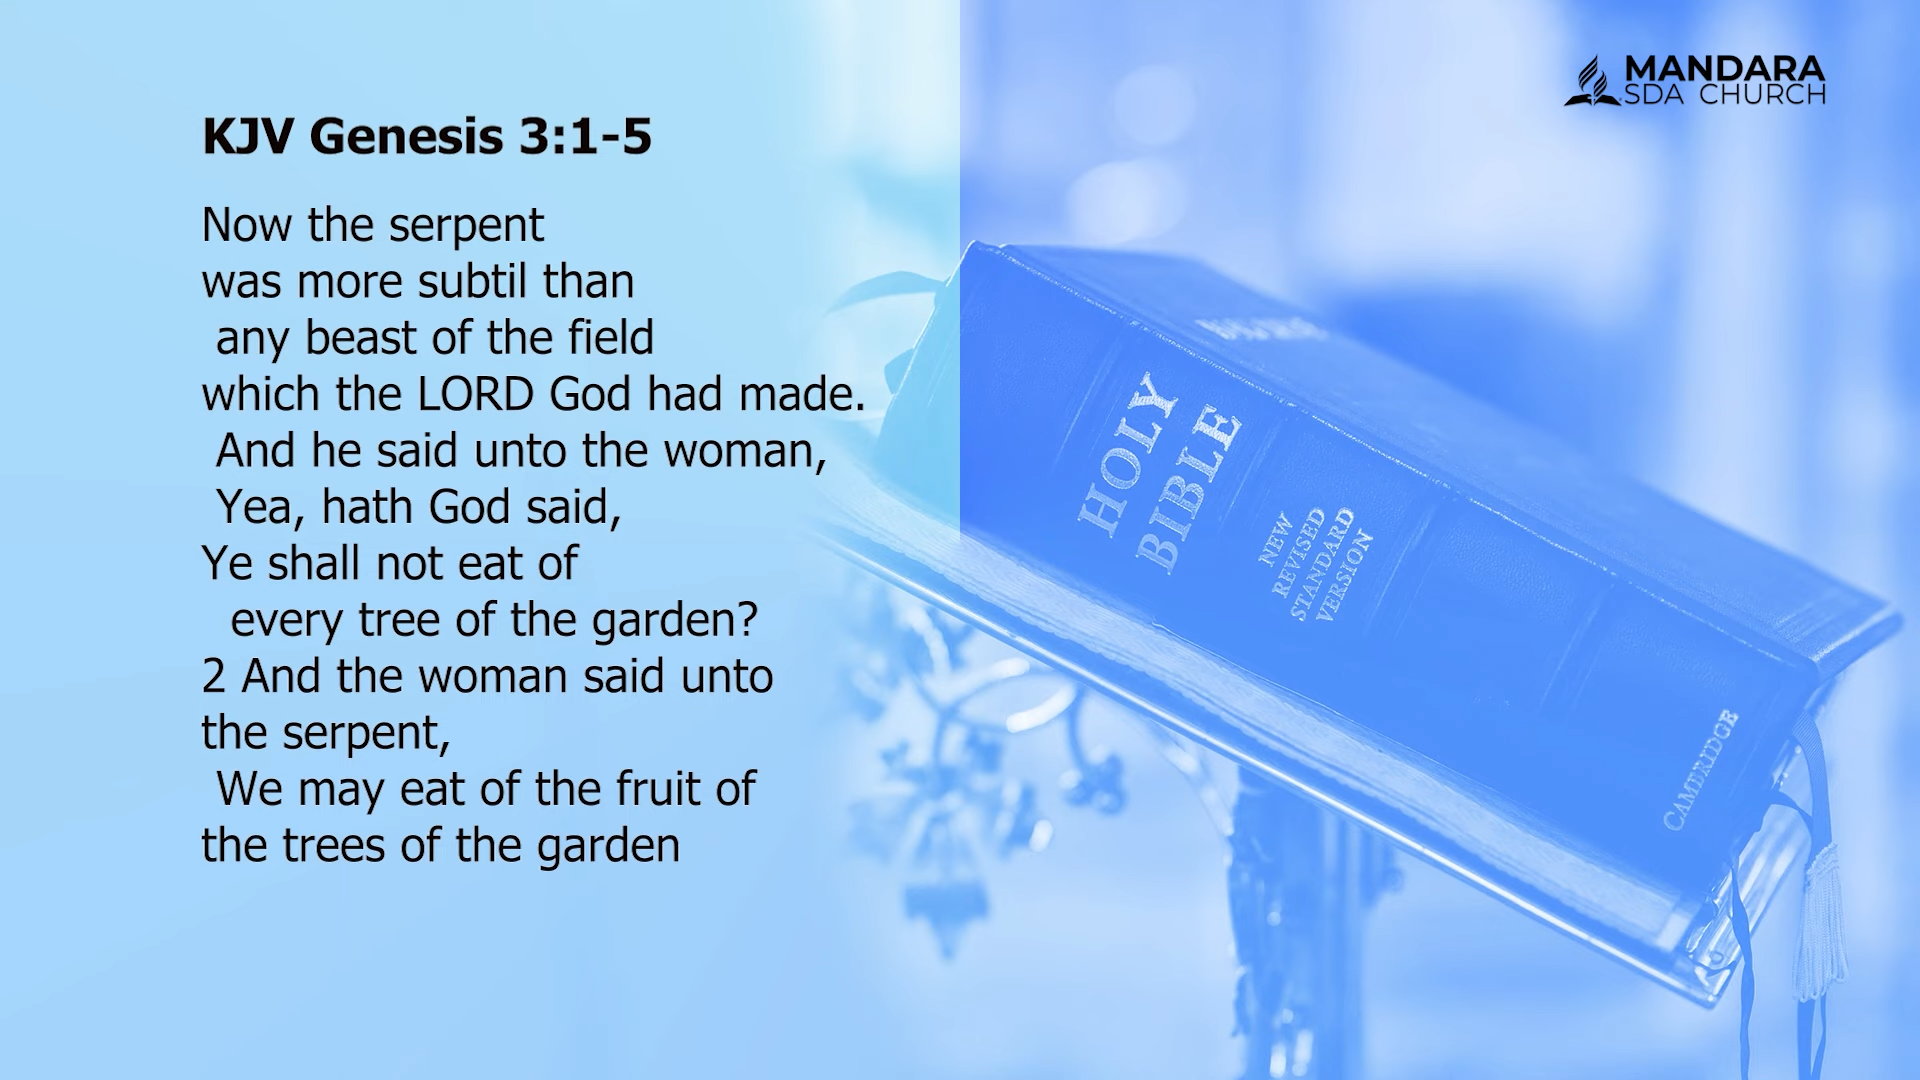 MANDARA
SDA CHURCH
KJV Genesis 3:1-5
Now the serpent
was more subtil than
any beast of the field
which the LORD God had made.
And he said unto the woman,
Yea, hath God said,
Ye shall not eat of
every tree of the garden?
2 And the woman said unto
the serpent,
We may eat of the fruit of
the trees of the garden
HOLY
BIBLE
NEW
REVISED
STANDARD
VERSION
CAMBRIDGE